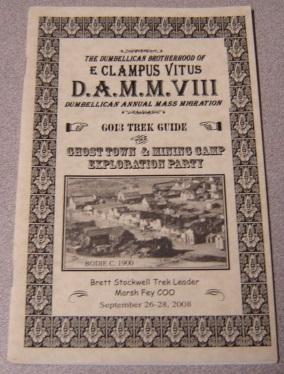 THE DUMBELLICAN BROTHERHOOD OF
E CLAMPUS VITUS
D.A.M.M.VIII
DUMBELLICAN ANNUAL MASS MIGRATION
6013 TREK GUIDE
GHOST TOWN & MINING CAMP
EXPLORATION PARTY
BODIE C. 1900
Brett Stockwell Trek Leader
Marsh Fey COO
September 26-28, 2008